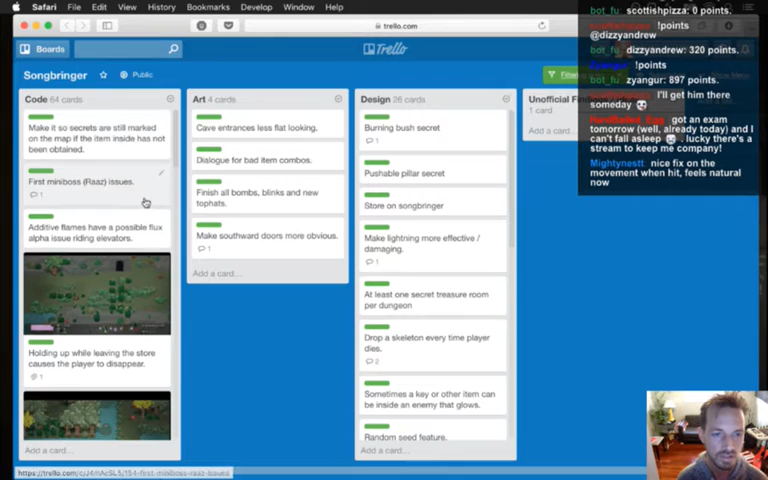 Safari File Edit View History Bookmarks Develop Window Help
trello.com
Boards
Trello
Songbringer
Public
Code 64 cards
Make it so secrets are still marked
on the map if the item inside has not
been obtained.
First miniboss (Raaz) issues.
1
Additive flames have a possible flux
alpha issue riding elevators.
Holding up while leaving the store
causes the player to disappear.
1
Add a card...
Art 4 cards
Cave entrances less flat looking.
Dialogue for bad item combos.
Finish all bombs, blinks and new
tophats.
Make southward doors more obvious.
1
Add a card...
Design 26 cards
Burning bush secret
1
Pushable pillar secret
Store on songbringer
Make lightning more effective /
damaging.
1
At least one secret treasure room
per dungeon
Drop a skeleton every time player
dies.
2
Sometimes a key or other item can
be inside an enemy that glows.
Random seed feature.
Add a card...
Unofficial
1 card
Add a
bot_fu scottishpizza: 0 points.
!points
@dizzyandrew
bot_fu dizzyandrew: 320 points.
!points
bot_fu zyangur: 897 points.
I'll get him there
someday
got an exam
tomorrow (well, already today) and I
can't fall asleep . lucky there's a
stream to keep me company!
Mightynestt nice fix on the
movement when hit, feels natural
now